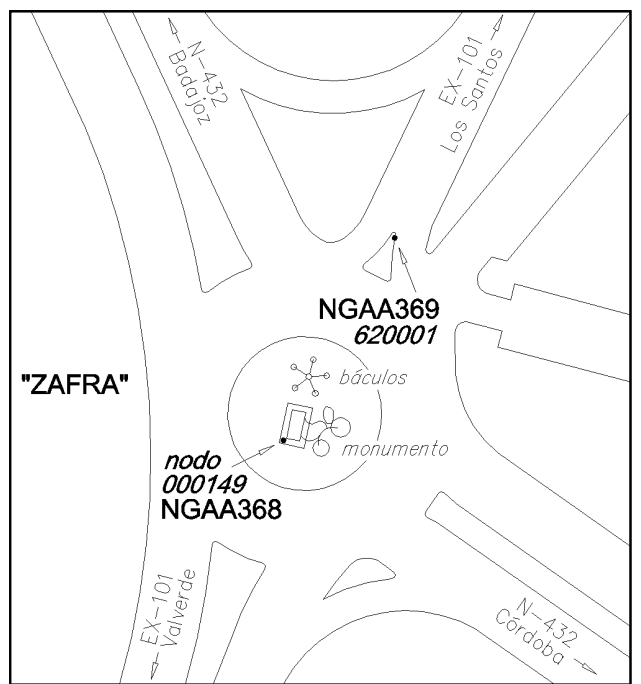 N-432
Badajoz
EX-101
Los Santos
NGAA369
620001
"ZAFRA"
báculos
monumento
nodo
000149
NGAA368
EX-101
Valverde
N-432
Córdoba